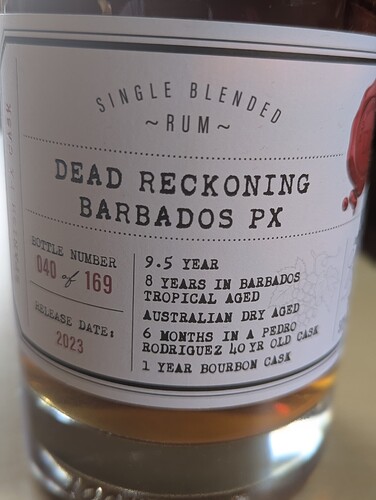 SINGLE BLENDED
~RUM~
DEAD RECKONING
BARBADOS PX
BOTTLE NUMBER
040 of 169
RELEASE DATE:
2023
9.5 YEAR
8 YEARS IN BARBADOS
TROPICAL AGED
AUSTRALIAN DRY AGED
6 MONTHS IN A PEDRO
RODRIGUEZ 40 YR OLD CASK
1 YEAR BOURBON CASK